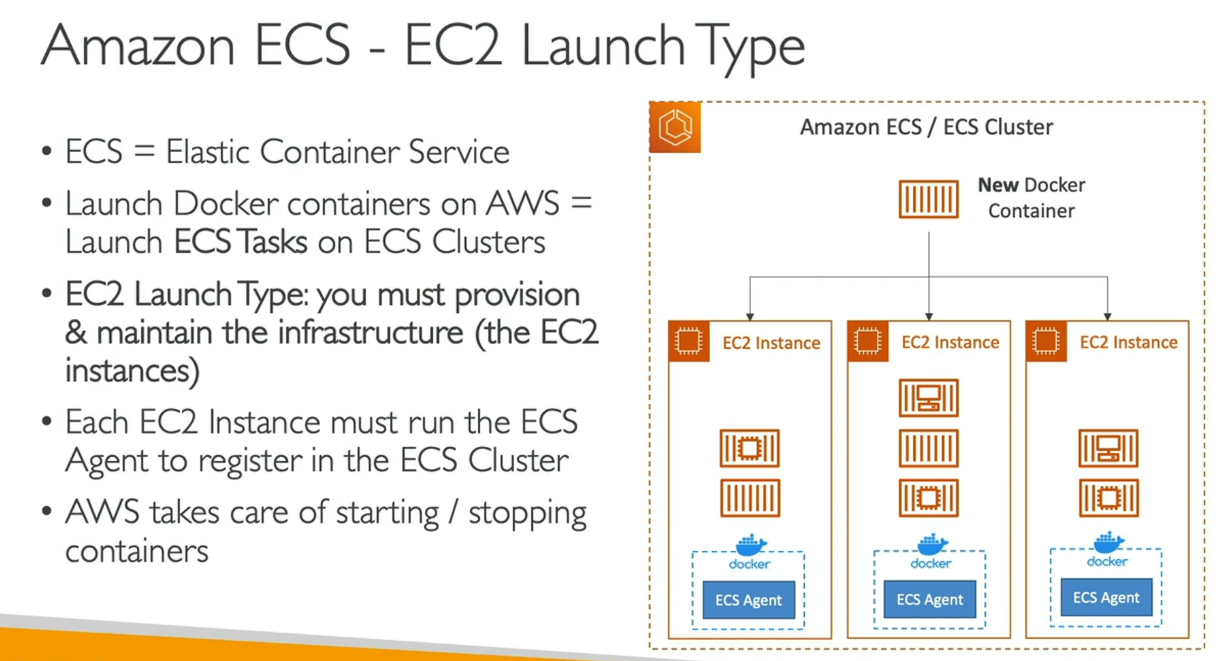 Amazon ECS - EC2 Launch Type
• ECS = Elastic Container Service
• Launch Docker containers on AWS =
Launch ECS Tasks on ECS Clusters
• EC2 Launch Type: you must provision
& maintain the infrastructure (the EC2
instances)
• Each EC2 Instance must run the ECS
Agent to register in the ECS Cluster
• AWS takes care of starting / stopping
containers
Amazon ECS / ECS Cluster
New Docker
Container
EC2 Instance
EC2 Instance
EC2 Instance
docker
docker
docker
ECS Agent
ECS Agent
ECS Agent